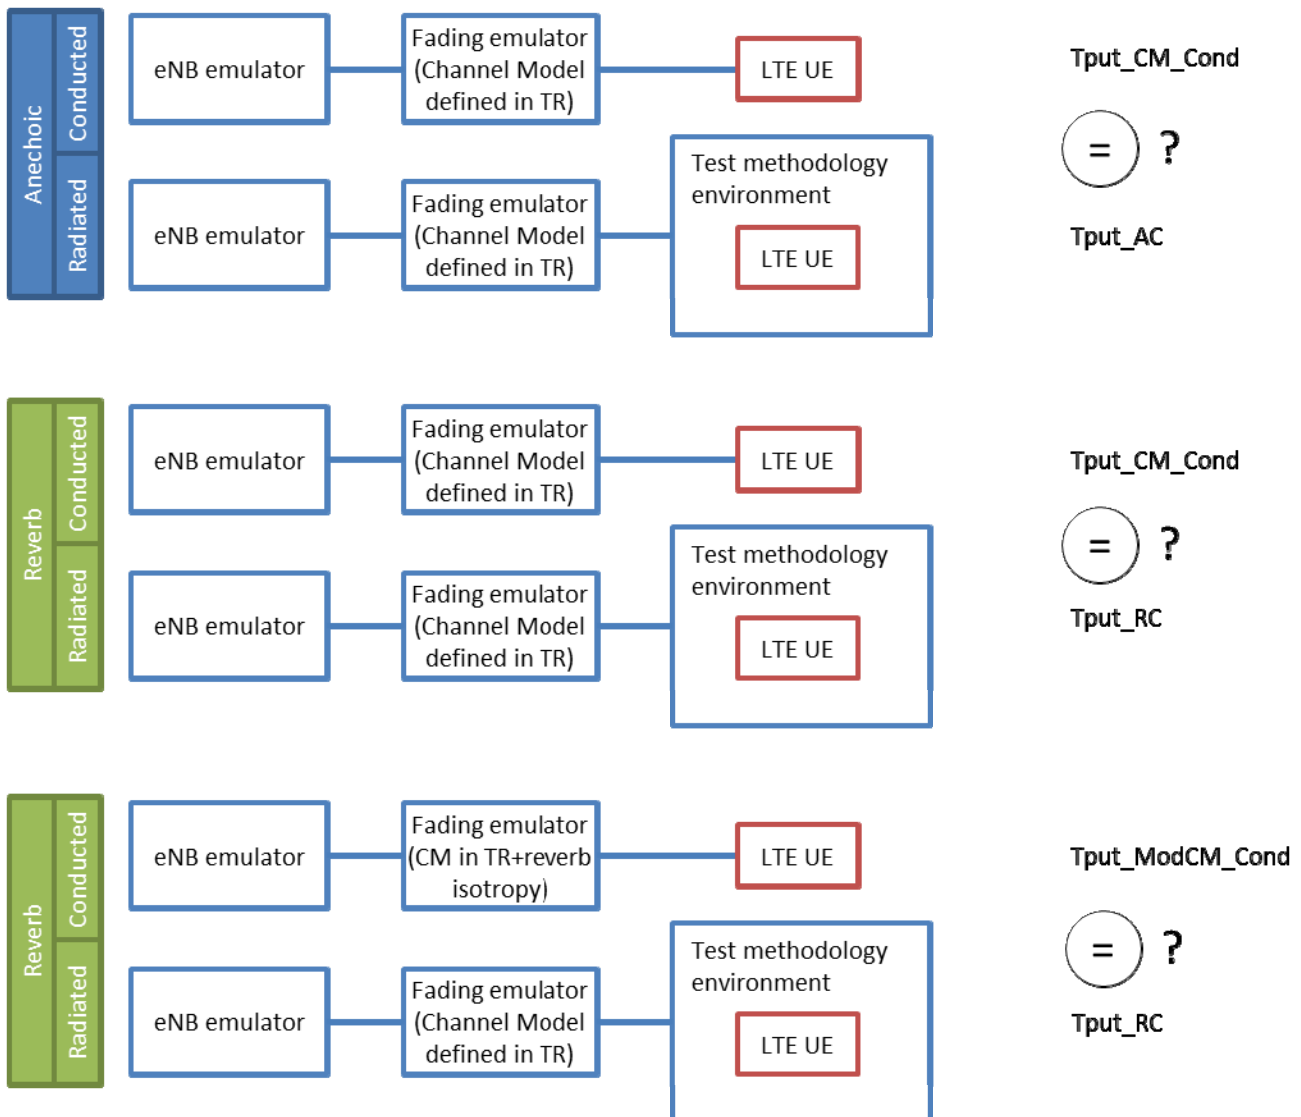 Anechoic
Conducted
Radiated
eNB emulator
Fading emulator
(Channel Model
defined in TR)
LTE UE
Tput_CM_Cond
= ?
eNB emulator
Fading emulator
(Channel Model
defined in TR)
Test methodology
environment
LTE UE
Tput_AC
Reverb
Conducted
Radiated
eNB emulator
Fading emulator
(Channel Model
defined in TR)
LTE UE
Tput_CM_Cond
= ?
eNB emulator
Fading emulator
(Channel Model
defined in TR)
Test methodology
environment
LTE UE
Tput_RC
Reverb
Conducted
Radiated
eNB emulator
Fading emulator
(CM in TR+reverb
isotropy)
LTE UE
Tput_ModCM_Cond
= ?
eNB emulator
Fading emulator
(Channel Model
defined in TR)
Test methodology
environment
LTE UE
Tput_RC